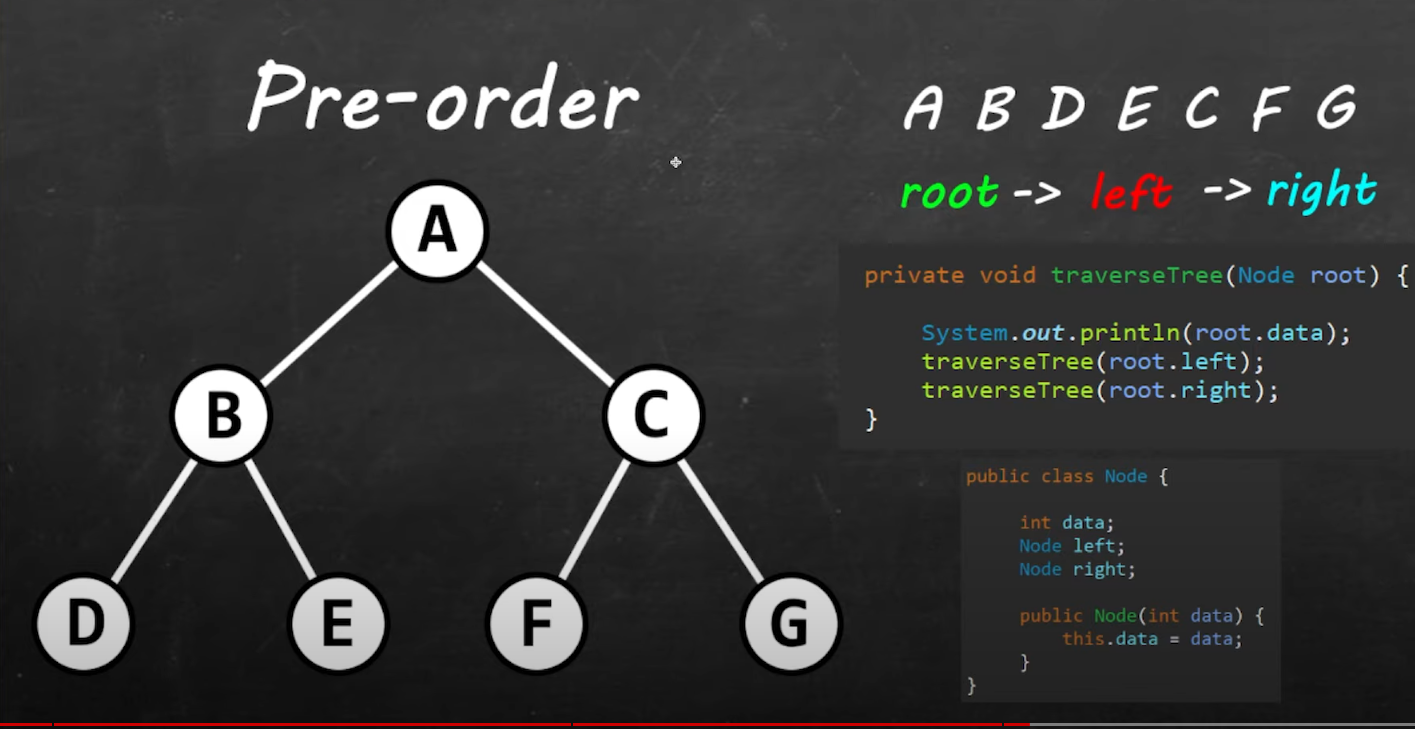 Pre-order
A B D E C F G
root -> left -> right
A
B C
D E F G
private void traverseTree(Node root) {
System.out.println(root.data);
traverseTree(root.left);
traverseTree(root.right);
}
public class Node {
int data;
Node left;
Node right;
public Node(int data) {
this.data = data;
}
}